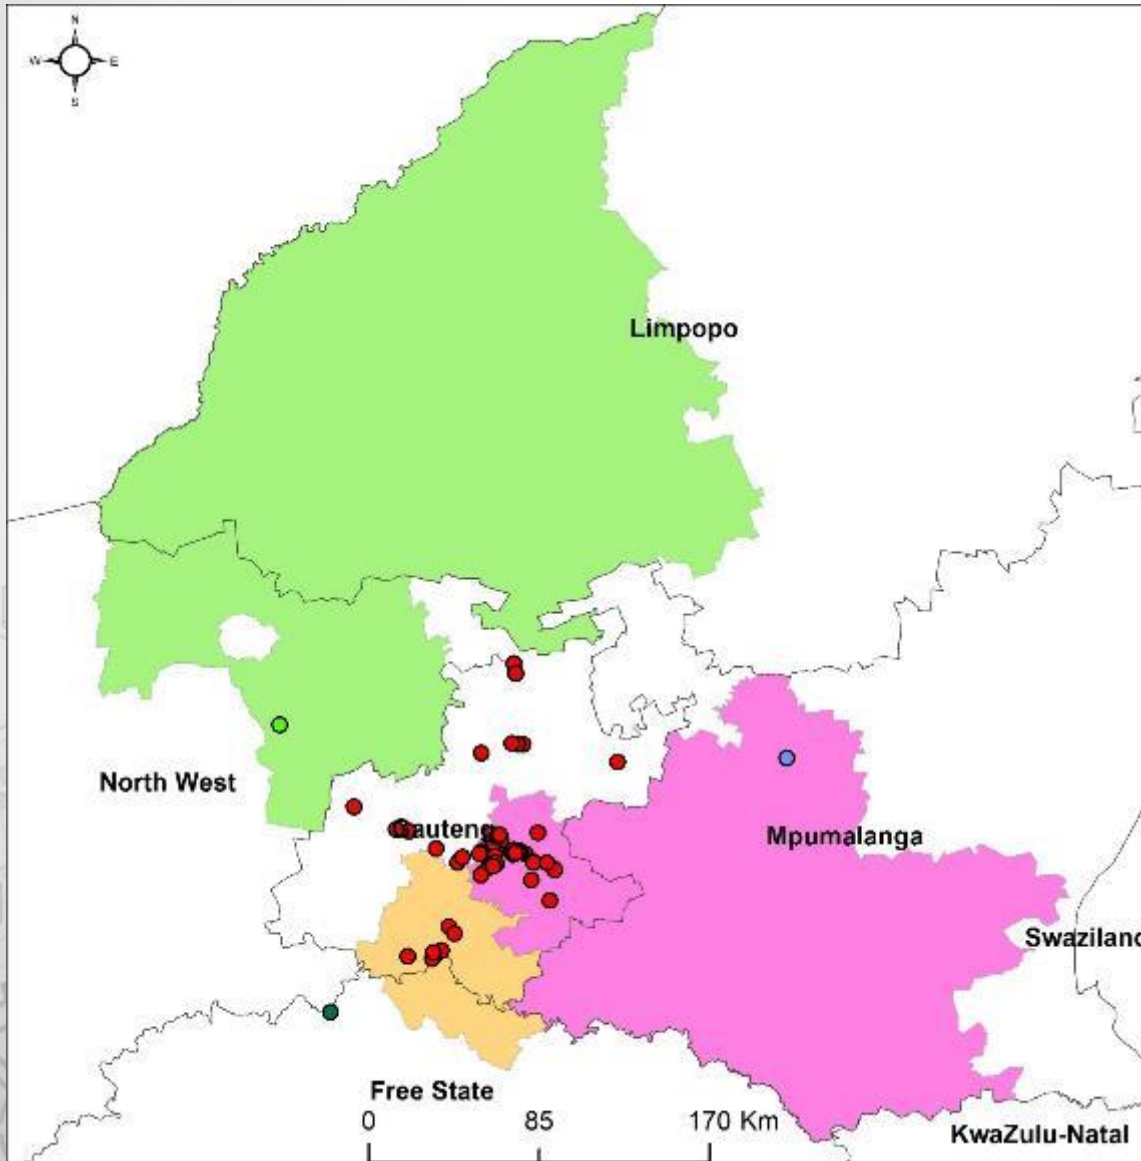 N
W E
S
Limpopo
North West
Gauteng
Mpumalanga
Swaziland
Free State
0 85 170 Km
KwaZulu-Natal